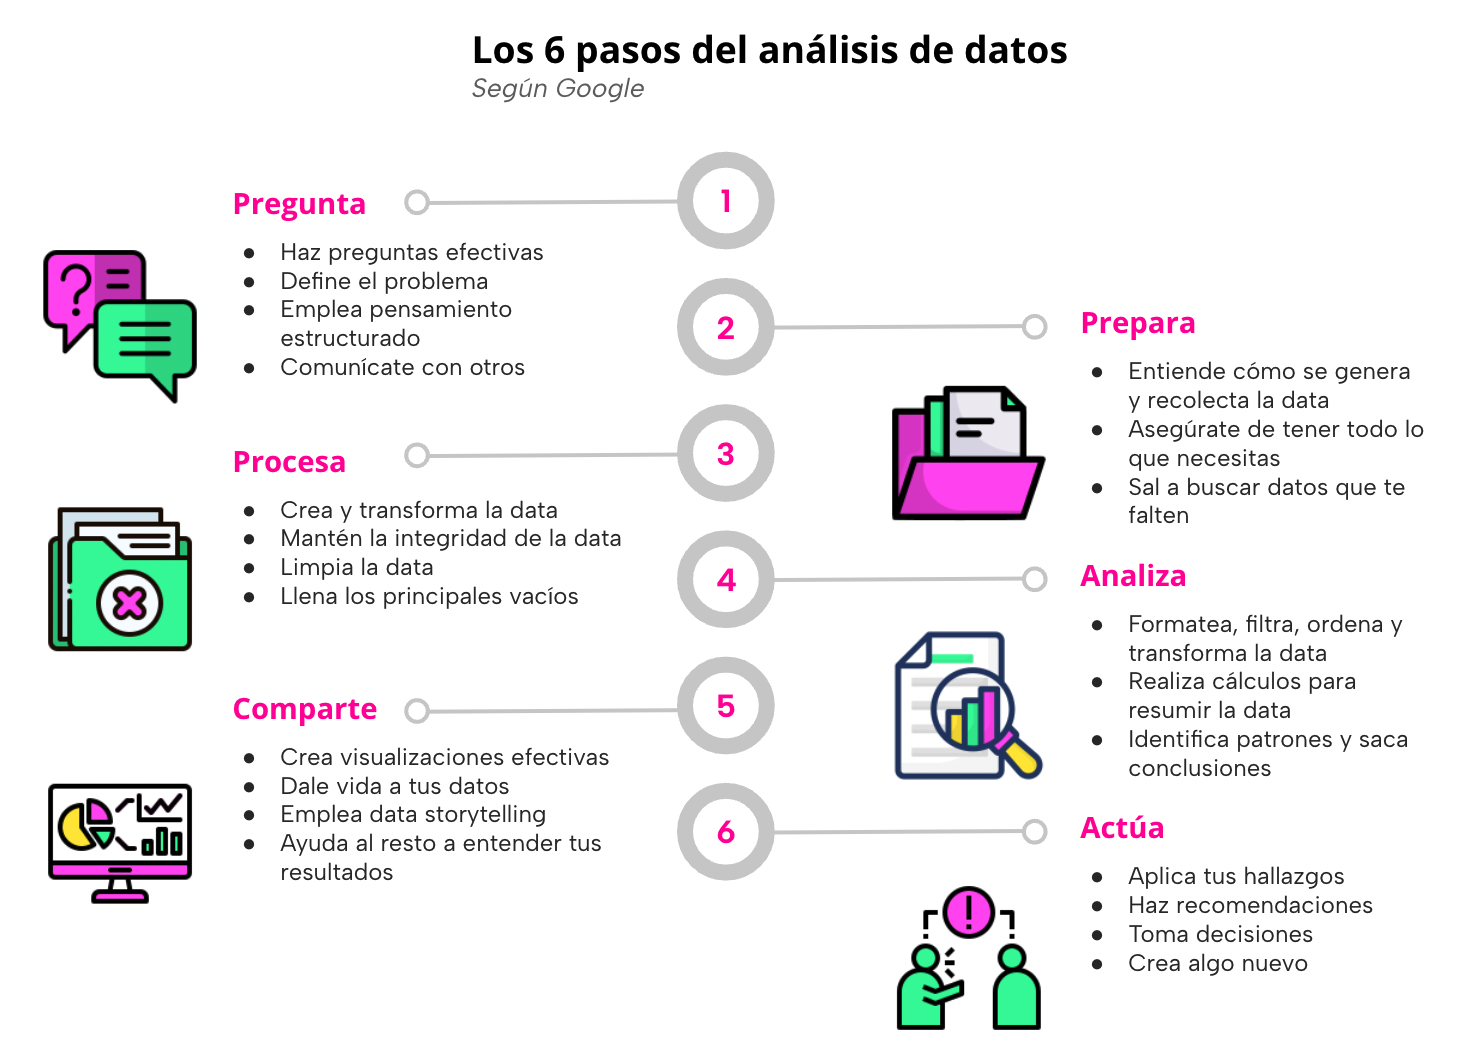 Los 6 pasos del análisis de datos
Según Google
1
Pregunta
● Haz preguntas efectivas
● Define el problema
● Emplea pensamiento
estructurado
● Comunícate con otros
2
Prepara
● Entiende cómo se genera
y recolecta la data
● Asegúrate de tener todo lo
que necesitas
● Sal a buscar datos que te
falten
3
Procesa
● Crea y transforma la data
● Mantén la integridad de la data
● Limpia la data
● Llena los principales vacíos
4
Analiza
● Formatea, filtra, ordena y
transforma la data
● Realiza cálculos para
resumir la data
● Identifica patrones y saca
conclusiones
5
Comparte
● Crea visualizaciones efectivas
● Dale vida a tus datos
● Emplea data storytelling
● Ayuda al resto a entender tus
resultados
6
Actúa
● Aplica tus hallazgos
● Haz recomendaciones
● Toma decisiones
● Crea algo nuevo